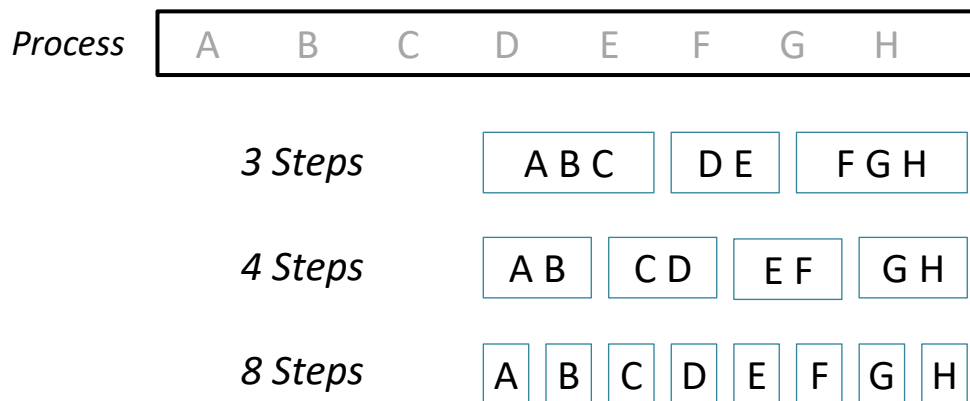 Process A B C D E F G H
3 Steps A B C D E F G H
4 Steps A B C D E F G H
8 Steps A B C D E F G H